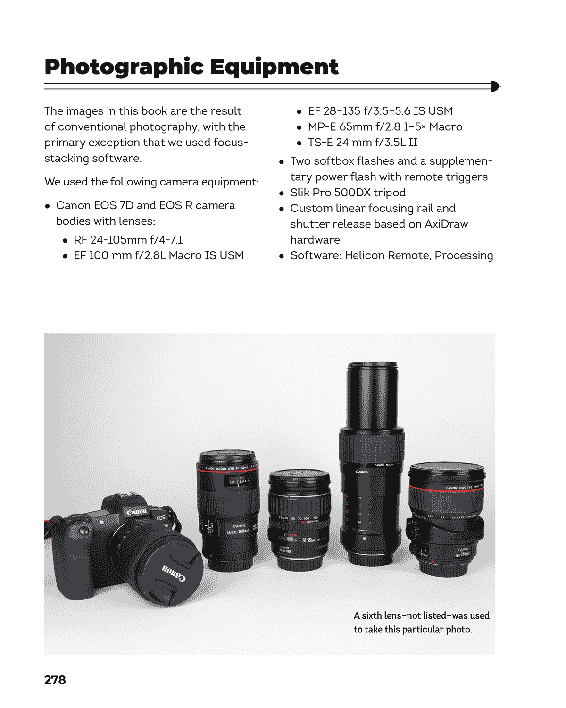 Photographic Equipment
The images in this book are the result
of conventional photography, with the
primary exception that we used focus-
stacking software.
We used the following camera equipment:
• Canon EOS 7D and EOS R camera
bodies with lenses:
• RF 24-105mm f/4-7.1
• EF 100 mm f/2.8L Macro IS USM
• EF 28-135 f/3.5-5.6 IS USM
• MP-E 65mm f/2.8 1-5× Macro
• TS-E 24 mm f/3.5L II
• Two softbox flashes and a supplemen-
tary power flash with remote triggers
• Slik Pro 500DX tripod
• Custom linear focusing rail and
shutter release based on AxiDraw
hardware
• Software: Helicon Remote, Processing
Canon
EOS
Canon
A sixth lens–not listed–was used
to take this particular photo.
278